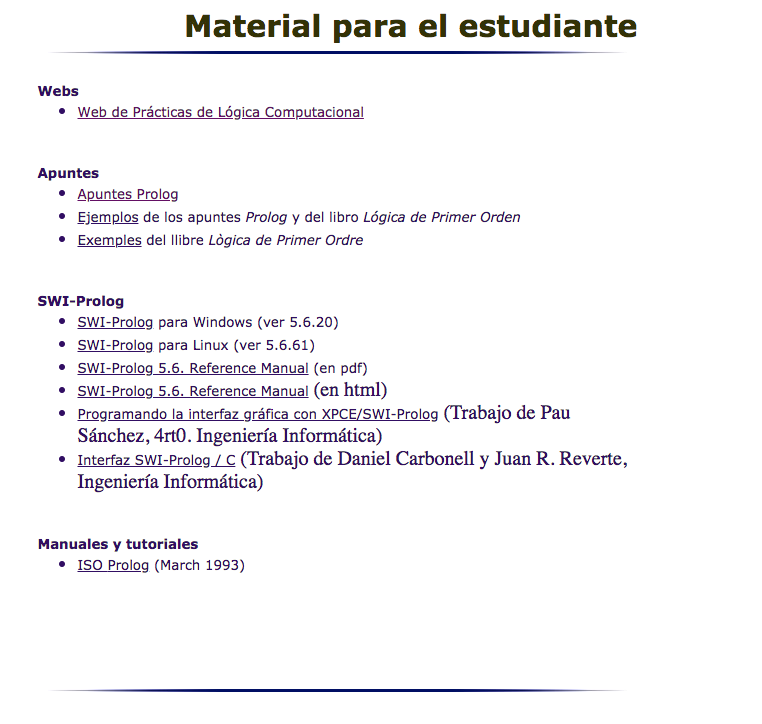 Material para el estudiante
Webs
Web de Prácticas de Lógica Computacional
Apuntes
Apuntes Prolog
Ejemplos de los apuntes Prolog y del libro Lógica de Primer Orden
Exemples del llibre Lògica de Primer Ordre
SWI-Prolog
SWI-Prolog para Windows (ver 5.6.20)
SWI-Prolog para Linux (ver 5.6.61)
SWI-Prolog 5.6. Reference Manual (en pdf)
SWI-Prolog 5.6. Reference Manual (en html)
Programando la interfaz gráfica con XPCE/SWI-Prolog (Trabajo de Pau
Sánchez, 4rt0. Ingeniería Informática)
Interfaz SWI-Prolog / C (Trabajo de Daniel Carbonell y Juan R. Reverte,
Ingeniería Informática)
Manuales y tutoriales
ISO Prolog (March 1993)